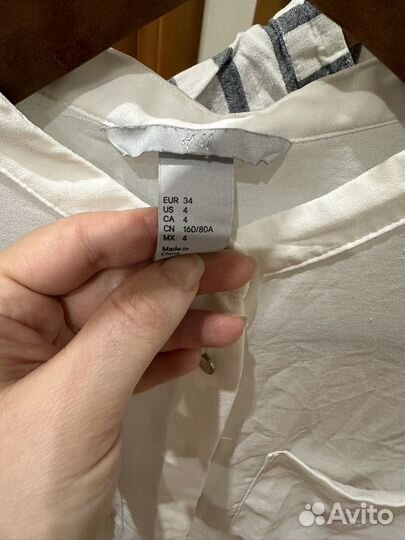 H&M
EUR 34
US 4
CA 4
CN 160/80A
MX 4
Made in
China
Avito